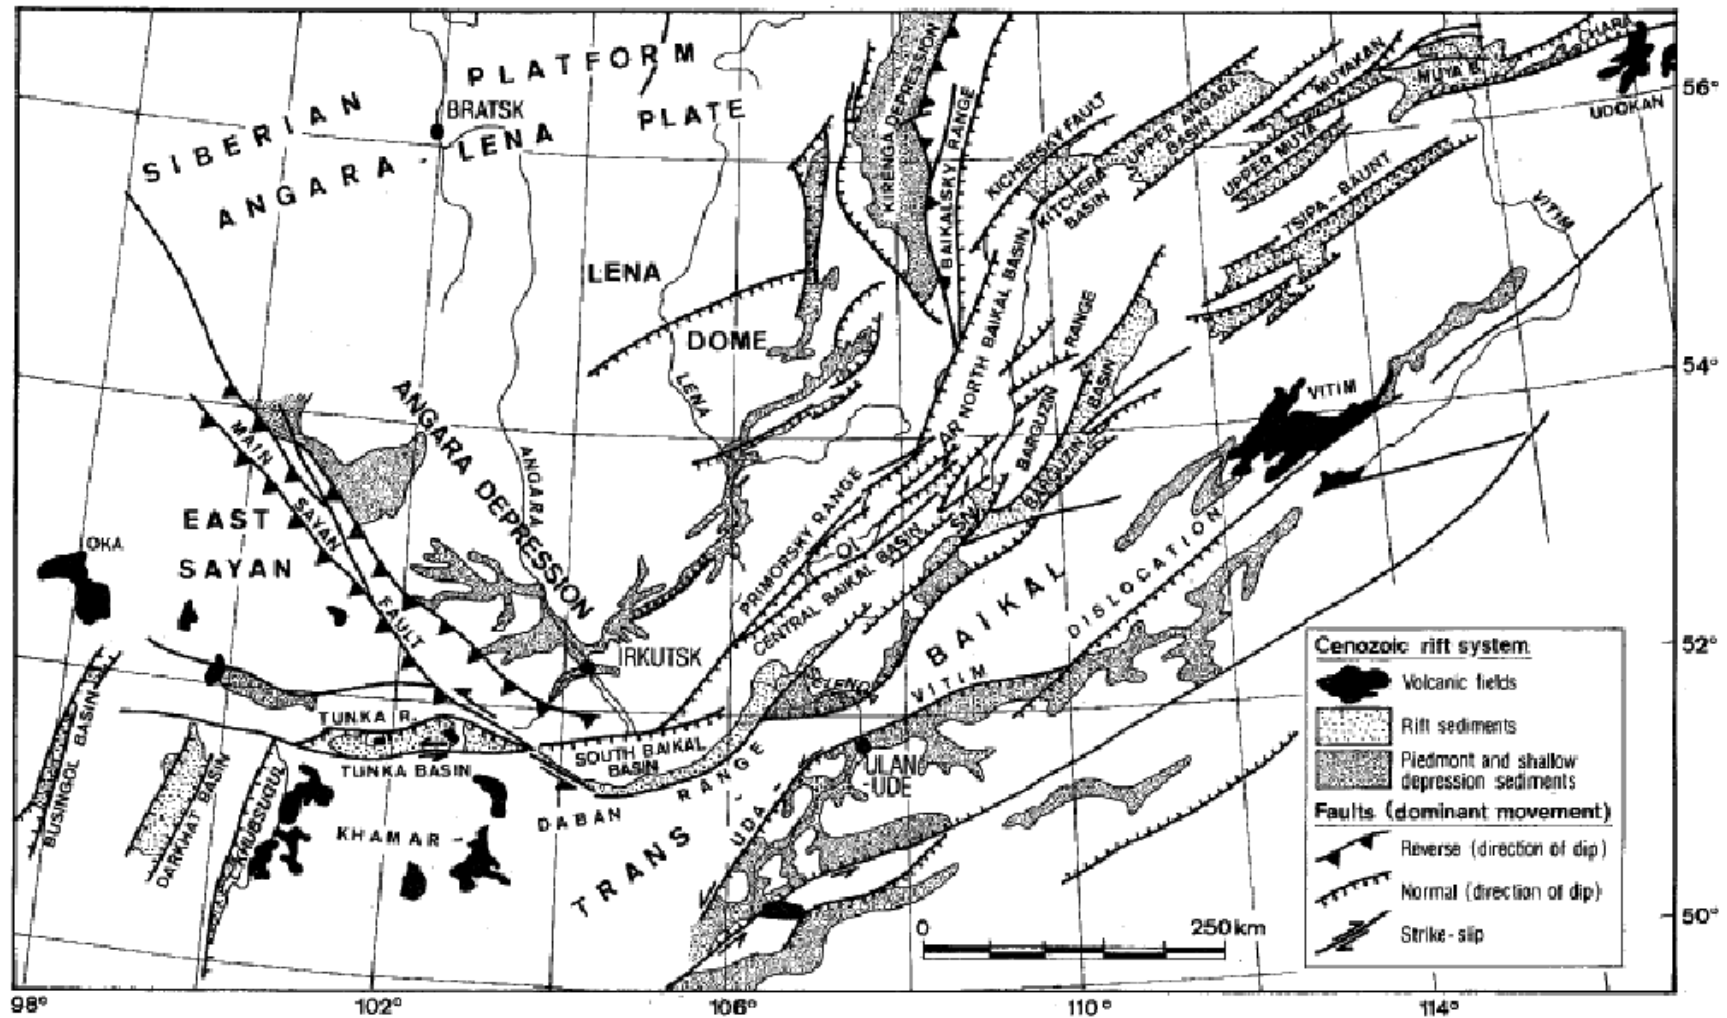 SIBERIAN
PLATFORM
ANGARA - LENA
PLATE
BRATSK
KIRENGA DEPRESSION
BAIKALSKY RANGE
KICHERSKY FAULT
KITCHERA
BASIN
UPPER ANGARA
BASIN
MUYAKAN
UPPER MUYA
MUYA B.
CHARA
UDOKAN
56°
TSIPA - BAUNT
VITIM
LENA
DOME
LENA
NORTH BAIKAL BASIN
BARGUZIN
RANGE
BARGUZIN
BASIN
VITIM
54°
ANGARA DEPRESSION
ANGARA
MAIN
SAYAN
FAULT
EAST
SAYAN
OKA
PRIMORSKY RANGE
OL
CENTRAL BAIKAL BASIN
IRKUTSK
BAIKAL
VITIM
DISLOCATION
52°
TUNKA R.
TUNKA BASIN
SOUTH BAIKAL
BASIN
BUSUNGOL BASIN
DARKHAT BASIN
KHUBSUGUL
KHAMAR -
DABAN
RANGE
TRANS -
UDA -
ULAN
-UDE
50°
0
250km
Cenozoic rift system
Volcanic fields
Rift sediments
Piedmont and shallow
depression sediments
Faults (dominant movement)
Reverse (direction of dip)
Normal (direction of dip)
Strike-slip
98°
102°
106°
110°
114°